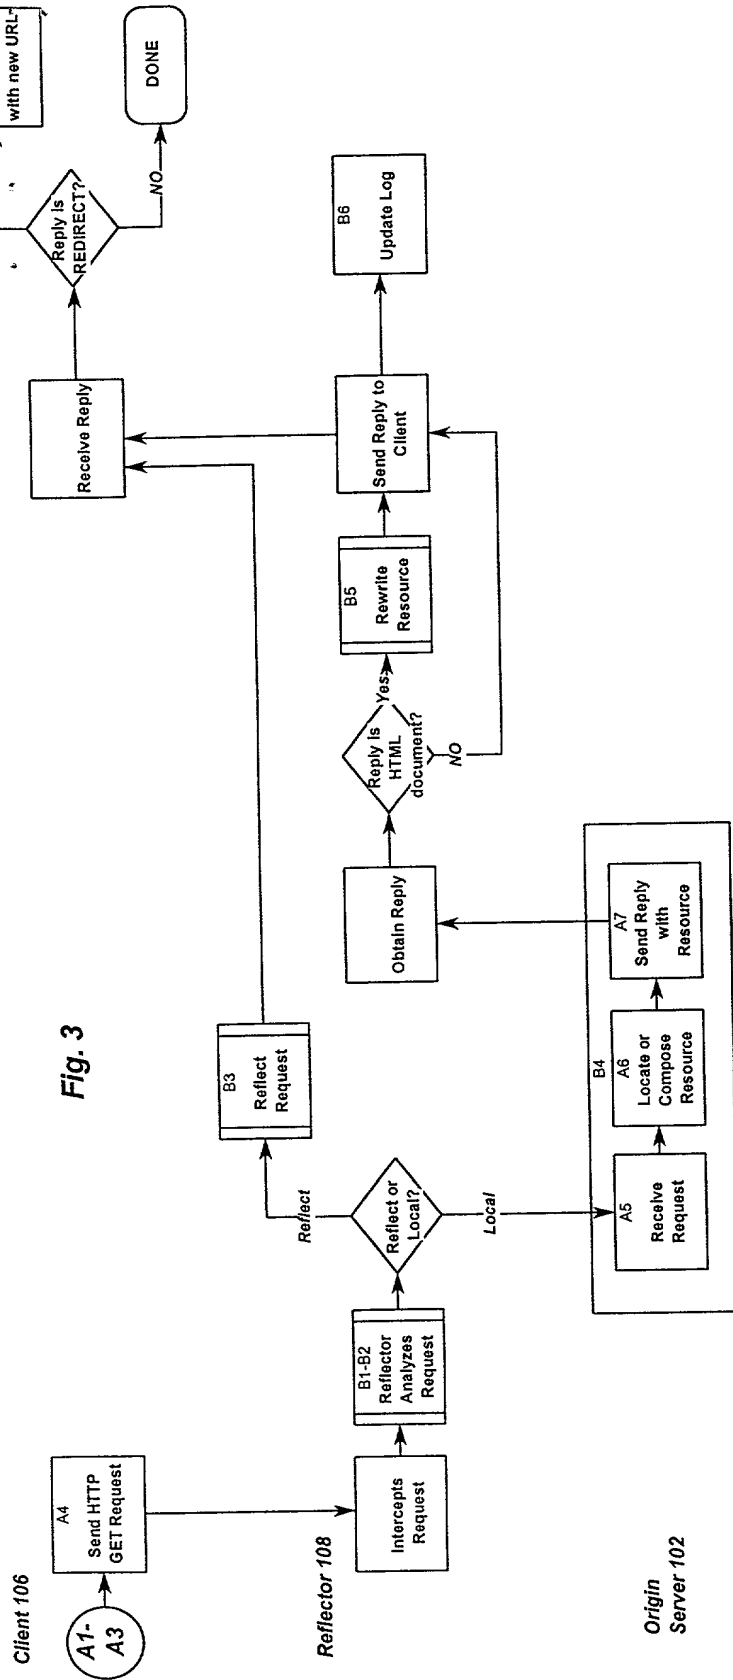 Client 106
A1-
A3
A4
Send HTTP
GET Request
Receive Reply
Reply is
REDIRECT?
with new URL
NO
DONE
Fig. 3
Reflector 108
Intercepts
Request
B1-B2
Reflector
Analyzes
Request
Reflect or
Local?
Reflect
Local
B3
Reflect
Request
Obtain Reply
Reply is
HTML
document?
Yes
NO
B5
Rewrite
Resource
Send Reply to
Client
B6
Update Log
Origin
Server 102
B4
A5
Receive
Request
A6
Locate or
Compose
Resource
A7
Send Reply
with
Resource